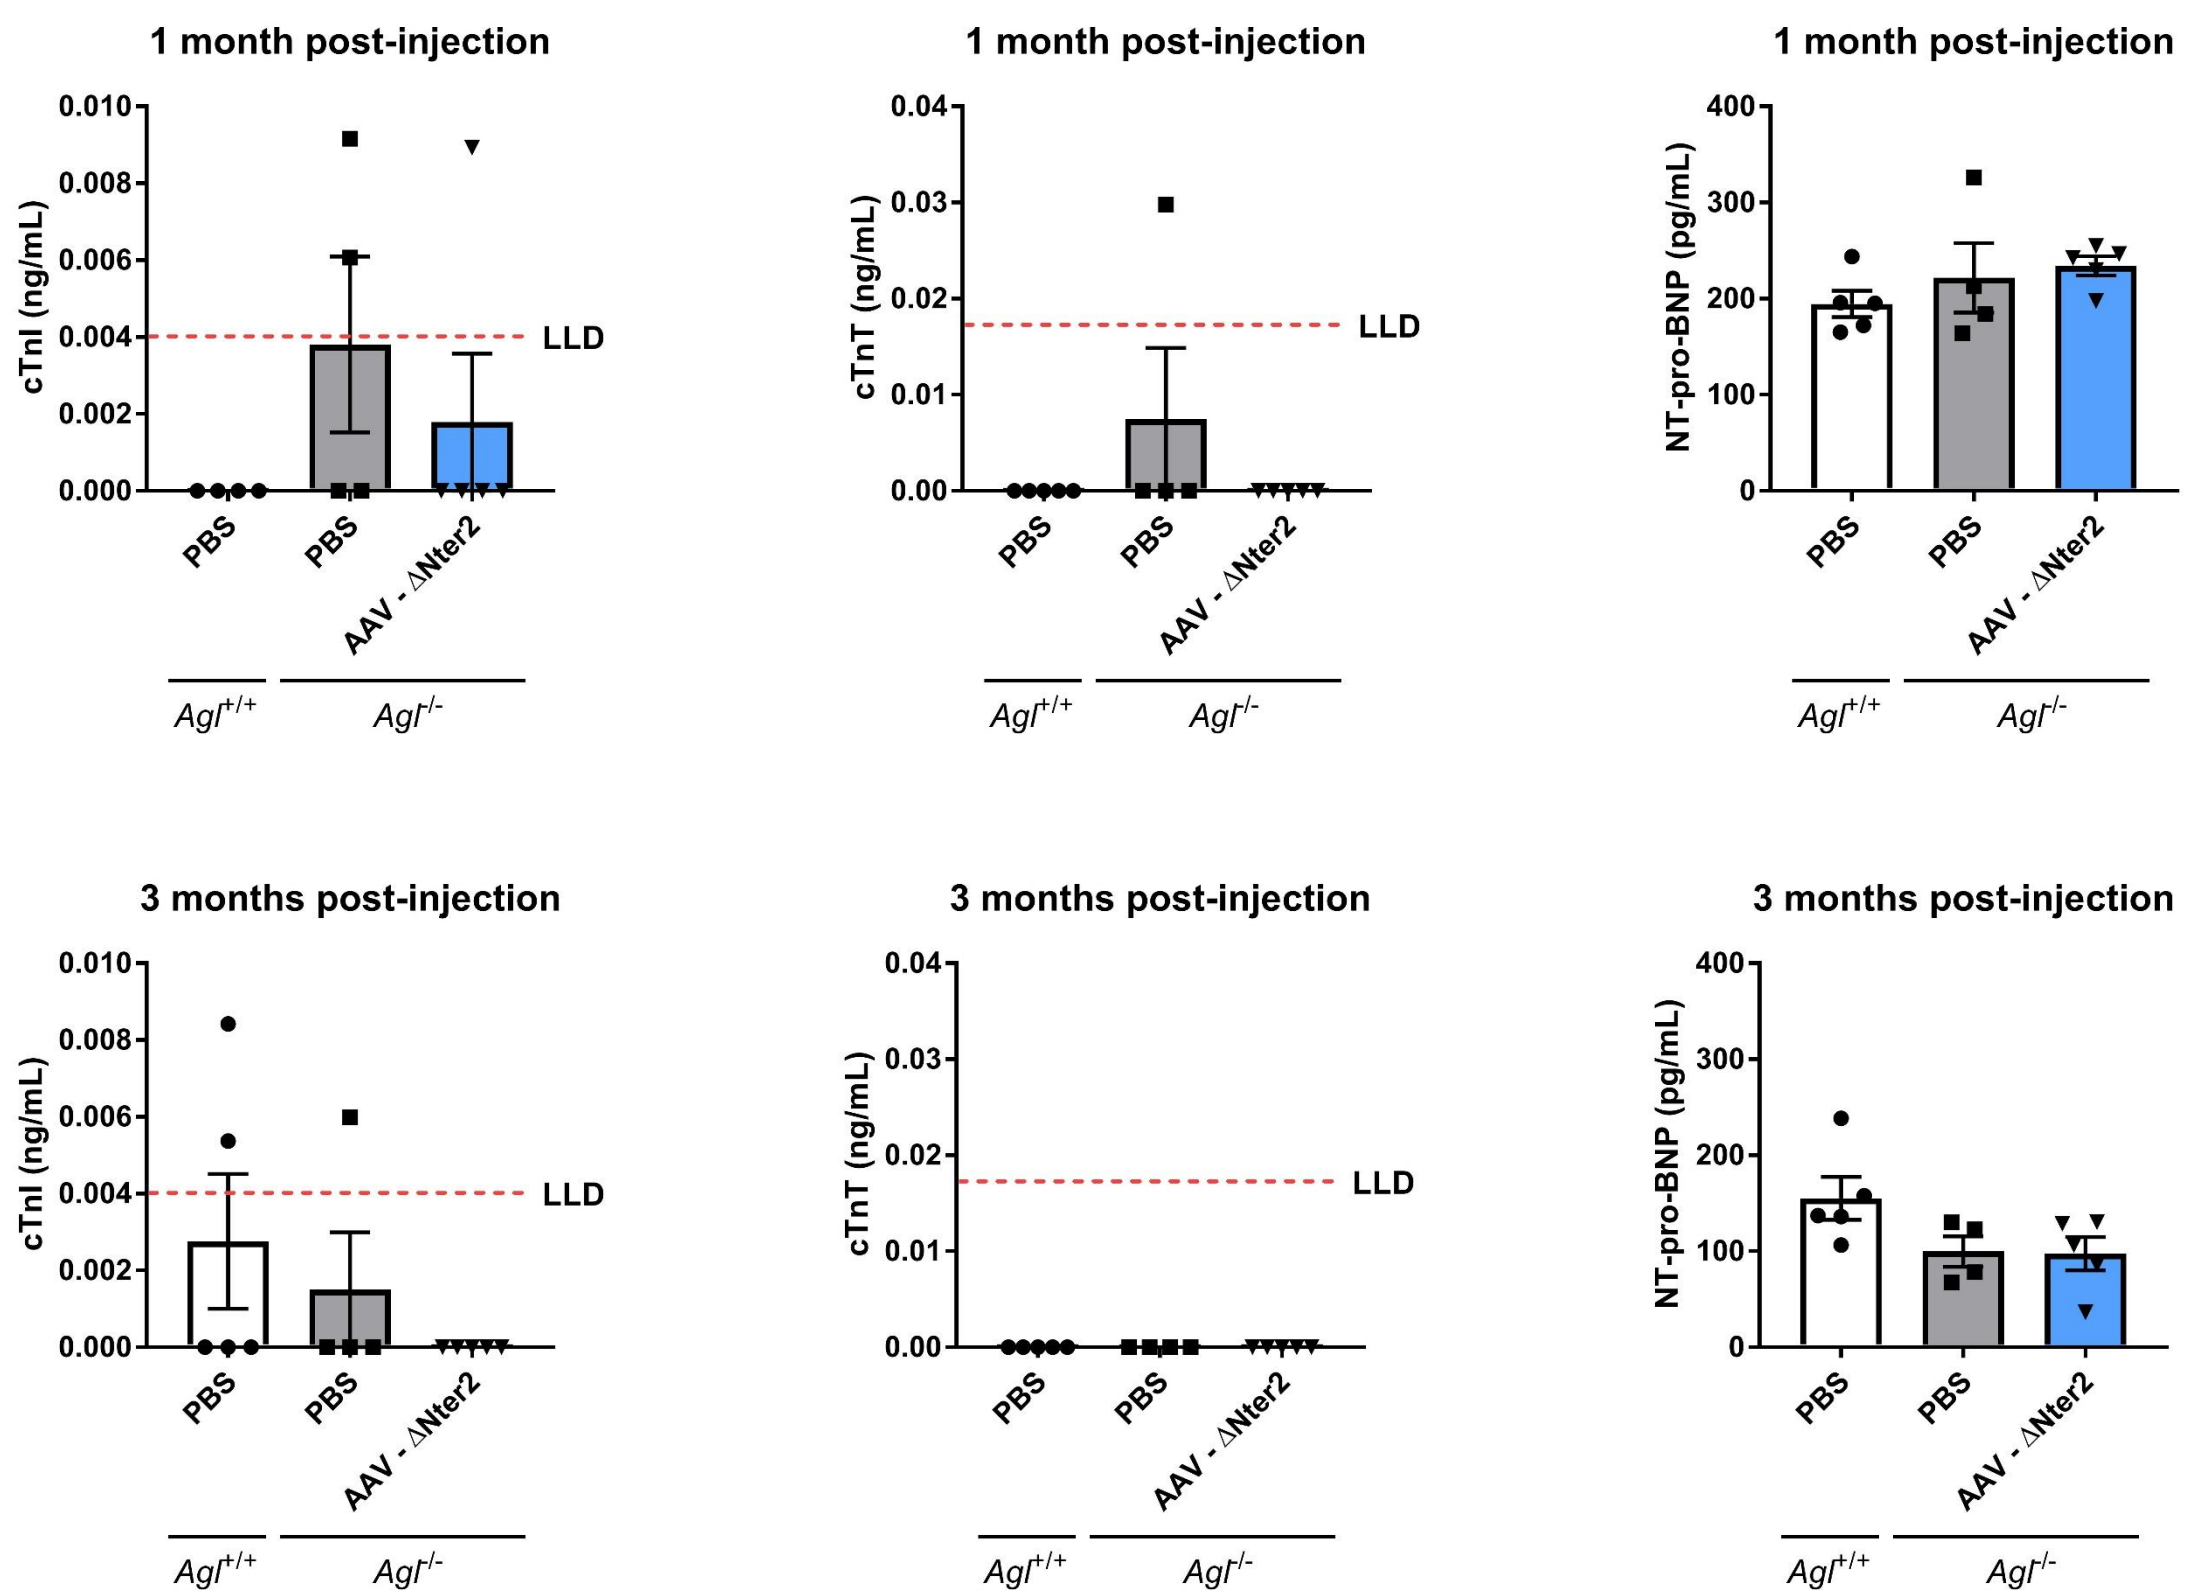 1 month post-injection
cTnI (ng/mL)
0.010
0.008
0.006
0.004
0.002
0.000
LLD
PBS
PBS
AAV - ΔNter2
Agl+/+
Agl-/-
1 month post-injection
cTnT (ng/mL)
0.04
0.03
0.02
0.01
0.00
LLD
PBS
PBS
AAV - ΔNter2
Agl+/+
Agl-/-
1 month post-injection
NT-pro-BNP (pg/mL)
400
300
200
100
0
PBS
PBS
AAV - ΔNter2
Agl+/+
Agl-/-
3 months post-injection
cTnI (ng/mL)
0.010
0.008
0.006
0.004
0.002
0.000
LLD
PBS
PBS
AAV - ΔNter2
Agl+/+
Agl-/-
3 months post-injection
cTnT (ng/mL)
0.04
0.03
0.02
0.01
0.00
LLD
PBS
PBS
AAV - ΔNter2
Agl+/+
Agl-/-
3 months post-injection
NT-pro-BNP (pg/mL)
400
300
200
100
0
PBS
PBS
AAV - ΔNter2
Agl+/+
Agl-/-